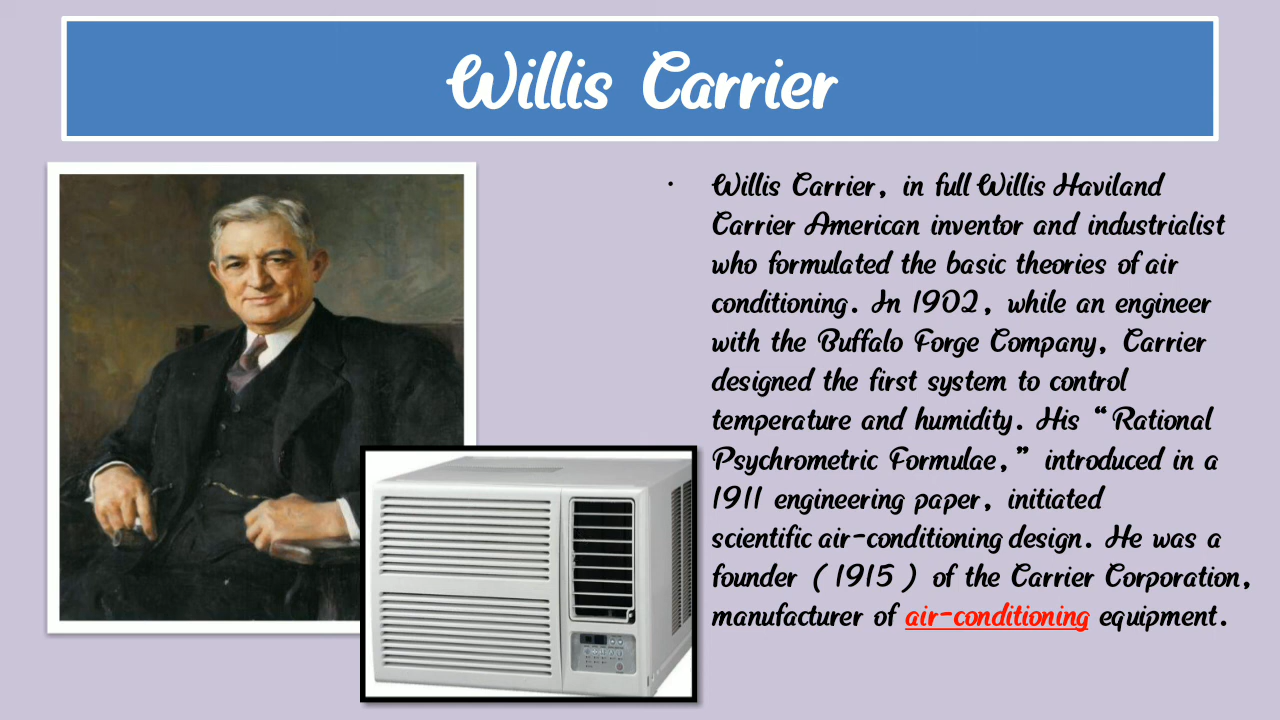 Willis Carrier
• Willis Carrier, in full Willis Haviland
Carrier American inventor and industrialist
who formulated the basic theories of air
conditioning. In 1902, while an engineer
with the Buffalo Forge Company, Carrier
designed the first system to control
temperature and humidity. His “Rational
Psychrometric Formulae,” introduced in a
1911 engineering paper, initiated
scientific air-conditioning design. He was a
founder (1915) of the Carrier Corporation,
manufacturer of air-conditioning equipment.